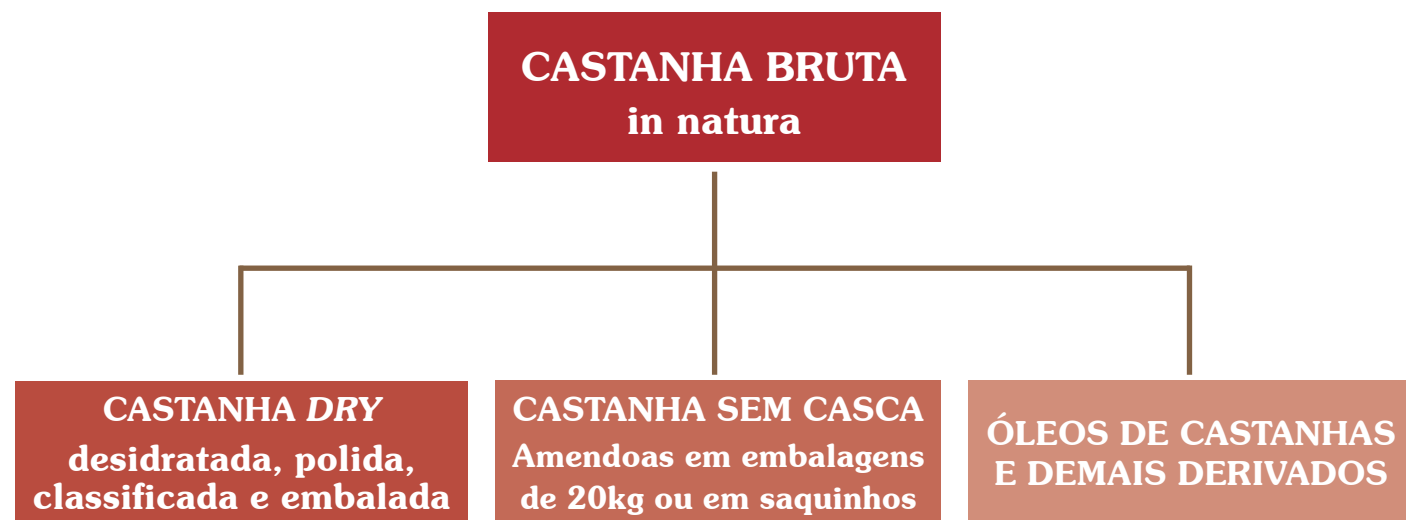 CASTANHA BRUTA
in natura
CASTANHA DRY
desidratada, polida,
classificada e embalada
CASTANHA SEM CASCA
Amendoas em embalagens
de 20kg ou em saquinhos
ÓLEOS DE CASTANHAS
E DEMAIS DERIVADOS